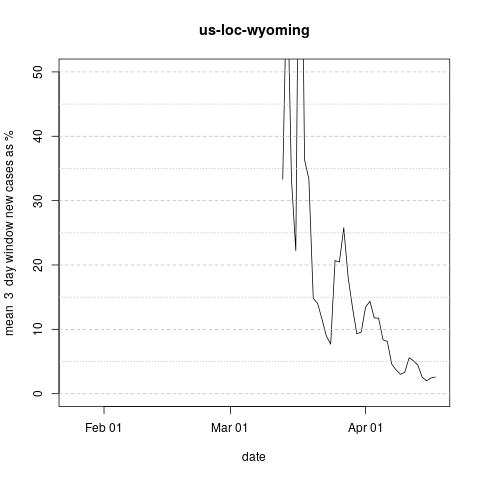 us-loc-wyoming
mean 3 day window new cases as %
50
40
30
20
10
0
Feb 01
Mar 01
Apr 01
date